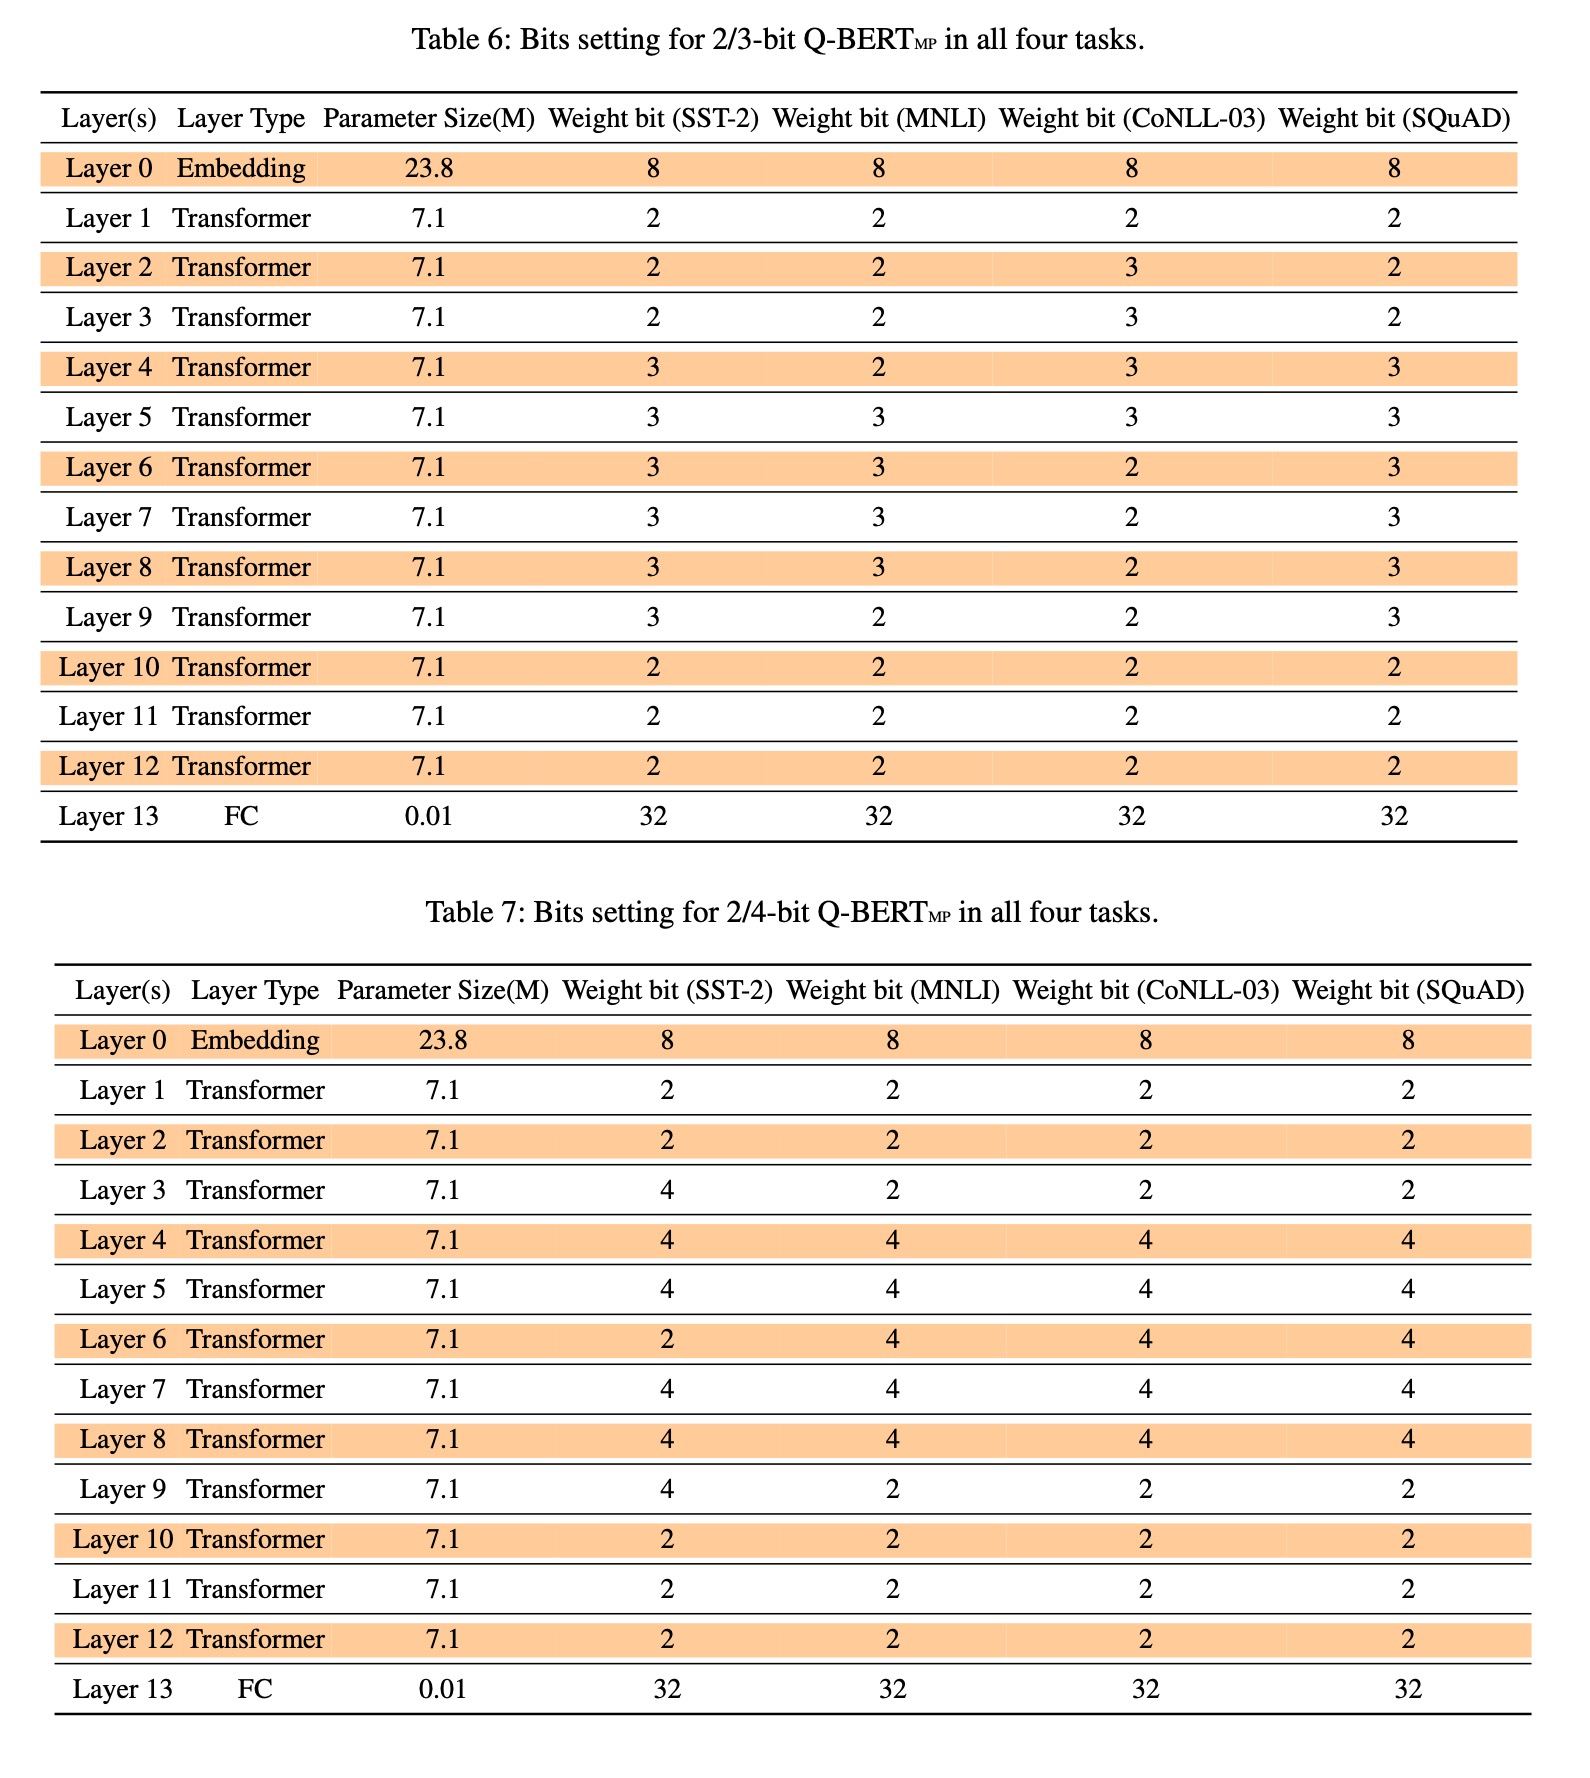 Table 6: Bits setting for 2/3-bit Q-BERTMP in all four tasks.
Layer(s) Layer Type Parameter Size(M) Weight bit (SST-2) Weight bit (MNLI) Weight bit (CoNLL-03) Weight bit (SQuAD)
Layer 0 Embedding 23.8 8 8 8 8
Layer 1 Transformer 7.1 2 2 2 2
Layer 2 Transformer 7.1 2 2 3 2
Layer 3 Transformer 7.1 2 2 3 2
Layer 4 Transformer 7.1 3 2 3 3
Layer 5 Transformer 7.1 3 3 3 3
Layer 6 Transformer 7.1 3 3 2 3
Layer 7 Transformer 7.1 3 3 2 3
Layer 8 Transformer 7.1 3 3 2 3
Layer 9 Transformer 7.1 3 2 2 3
Layer 10 Transformer 7.1 2 2 2 2
Layer 11 Transformer 7.1 2 2 2 2
Layer 12 Transformer 7.1 2 2 2 2
Layer 13 FC 0.01 32 32 32 32
Table 7: Bits setting for 2/4-bit Q-BERTMP in all four tasks.
Layer(s) Layer Type Parameter Size(M) Weight bit (SST-2) Weight bit (MNLI) Weight bit (CoNLL-03) Weight bit (SQuAD)
Layer 0 Embedding 23.8 8 8 8 8
Layer 1 Transformer 7.1 2 2 2 2
Layer 2 Transformer 7.1 2 2 2 2
Layer 3 Transformer 7.1 4 2 2 2
Layer 4 Transformer 7.1 4 4 4 4
Layer 5 Transformer 7.1 4 4 4 4
Layer 6 Transformer 7.1 2 4 4 4
Layer 7 Transformer 7.1 4 4 4 4
Layer 8 Transformer 7.1 4 4 4 4
Layer 9 Transformer 7.1 4 2 2 2
Layer 10 Transformer 7.1 2 2 2 2
Layer 11 Transformer 7.1 2 2 2 2
Layer 12 Transformer 7.1 2 2 2 2
Layer 13 FC 0.01 32 32 32 32